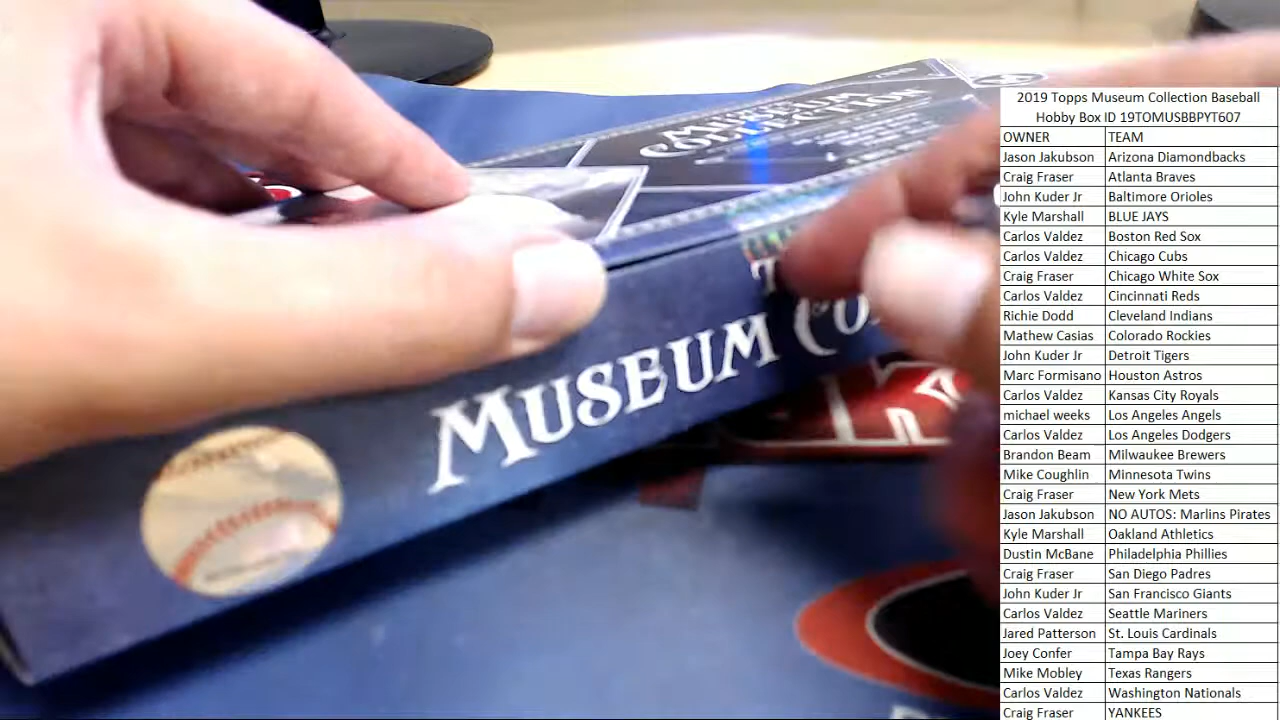 MUSEUM
COLLECTION
MUSEUM CO
2019 Topps Museum Collection Baseball
Hobby Box ID 19TOMUSBBPYT607
OWNER TEAM
Jason Jakubson Arizona Diamondbacks
Craig Fraser Atlanta Braves
John Kuder Jr Baltimore Orioles
Kyle Marshall BLUE JAYS
Carlos Valdez Boston Red Sox
Carlos Valdez Chicago Cubs
Craig Fraser Chicago White Sox
Carlos Valdez Cincinnati Reds
Richie Dodd Cleveland Indians
Mathew Casias Colorado Rockies
John Kuder Jr Detroit Tigers
Marc Formisano Houston Astros
Carlos Valdez Kansas City Royals
michael weeks Los Angeles Angels
Carlos Valdez Los Angeles Dodgers
Brandon Beam Milwaukee Brewers
Mike Coughlin Minnesota Twins
Craig Fraser New York Mets
Jason Jakubson NO AUTOS: Marlins Pirates
Kyle Marshall Oakland Athletics
Dustin McBane Philadelphia Phillies
Craig Fraser San Diego Padres
John Kuder Jr San Francisco Giants
Carlos Valdez Seattle Mariners
Jared Patterson St. Louis Cardinals
Joey Confer Tampa Bay Rays
Mike Mobley Texas Rangers
Carlos Valdez Washington Nationals
Craig Fraser YANKEES